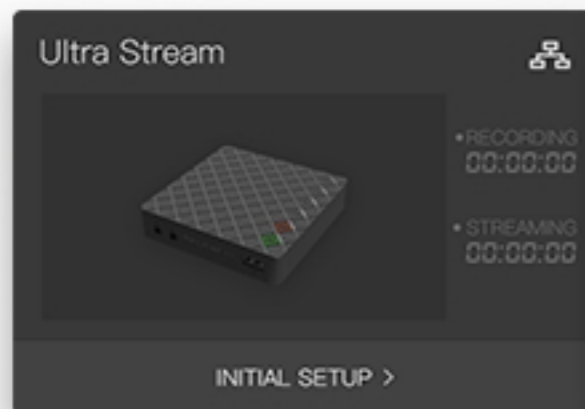 Ultra Stream
• RECORDING
00:00:00
• STREAMING
00:00:00
INITIAL SETUP >